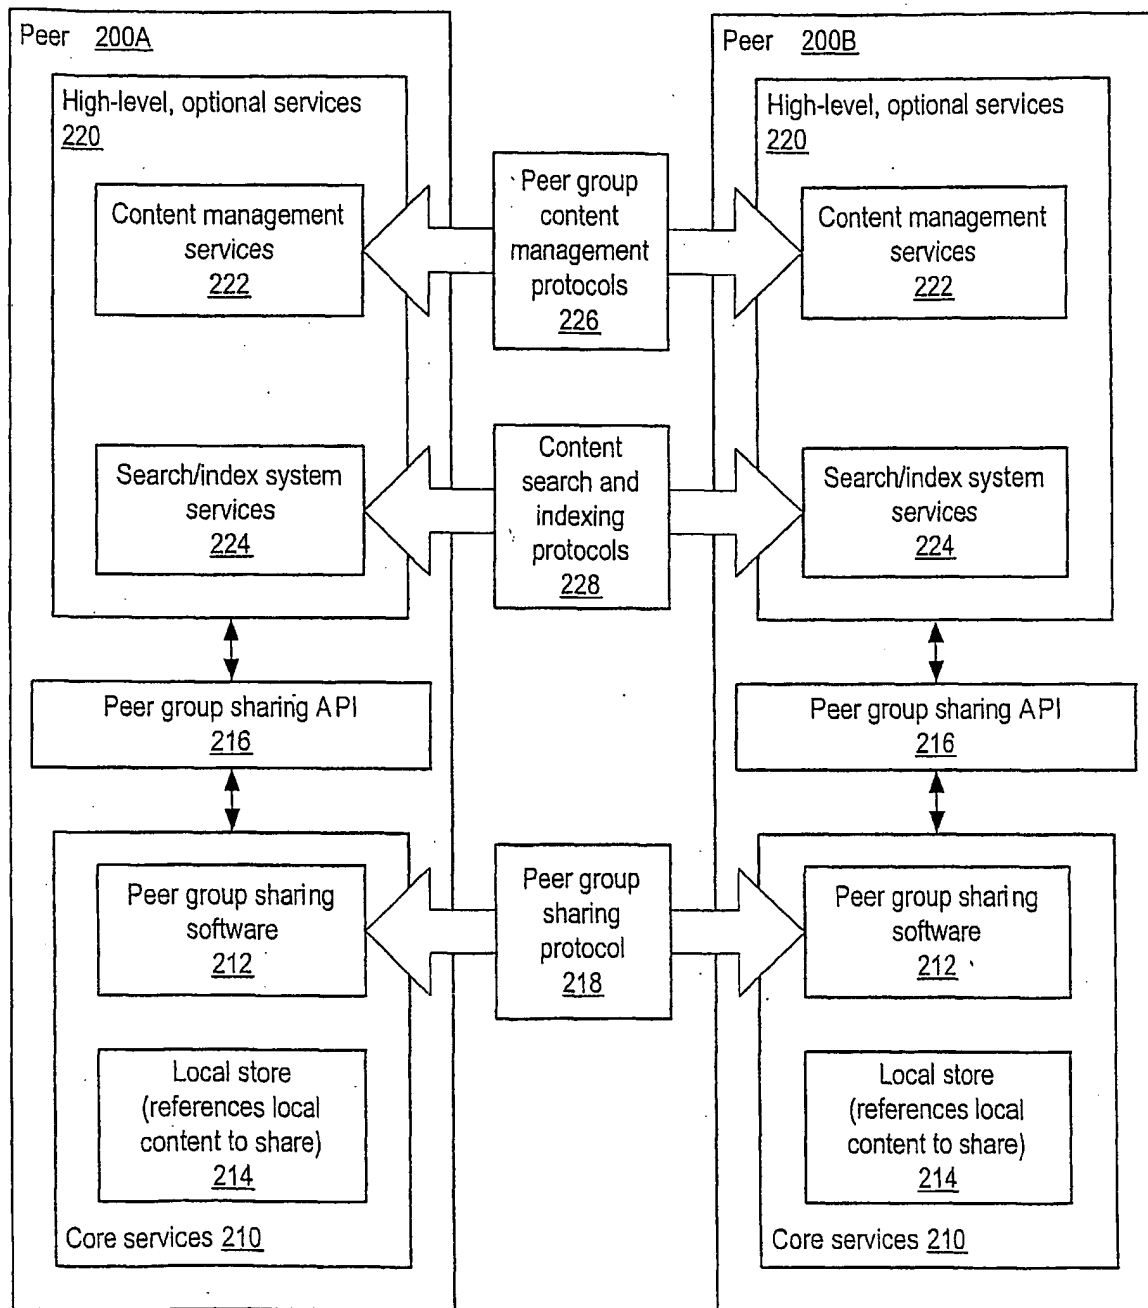 Peer 200A
High-level, optional services
220
Content management
services
222
Search/index system
services
224
Peer group sharing API
216
Peer group sharing
software
212
Local store
(references local
content to share)
214
Core services 210
Peer group
content
management
protocols
226
Content
search and
indexing
protocols
228
Peer group
sharing
protocol
218
Peer 200B
High-level, optional services
220
Content management
services
222
Search/index system
services
224
Peer group sharing API
216
Peer group sharing
software
212
Local store
(references local
content to share)
214
Core services 210